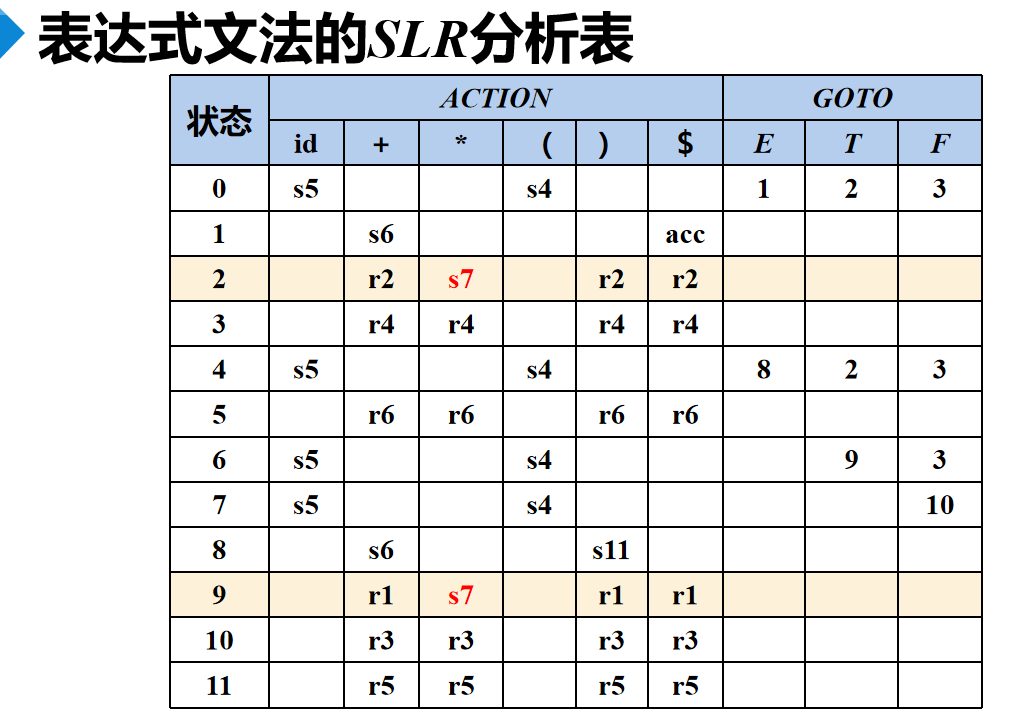 表达式文法的SLR分析表
状态 ACTION GOTO
id + * ( ) $ E T F
0 s5 s4 1 2 3
1 s6 acc
2 r2 s7 r2 r2
3 r4 r4 r4 r4
4 s5 s4 8 2 3
5 r6 r6 r6 r6
6 s5 s4 9 3
7 s5 s4 10
8 s6 s11
9 r1 s7 r1 r1
10 r3 r3 r3 r3
11 r5 r5 r5 r5